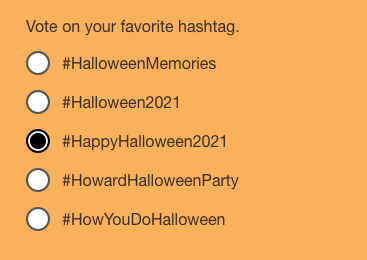 Vote on your favorite hashtag.
#HalloweenMemories
#Halloween2021
#HappyHalloween2021
#HowardHalloweenParty
#HowYouDoHalloween